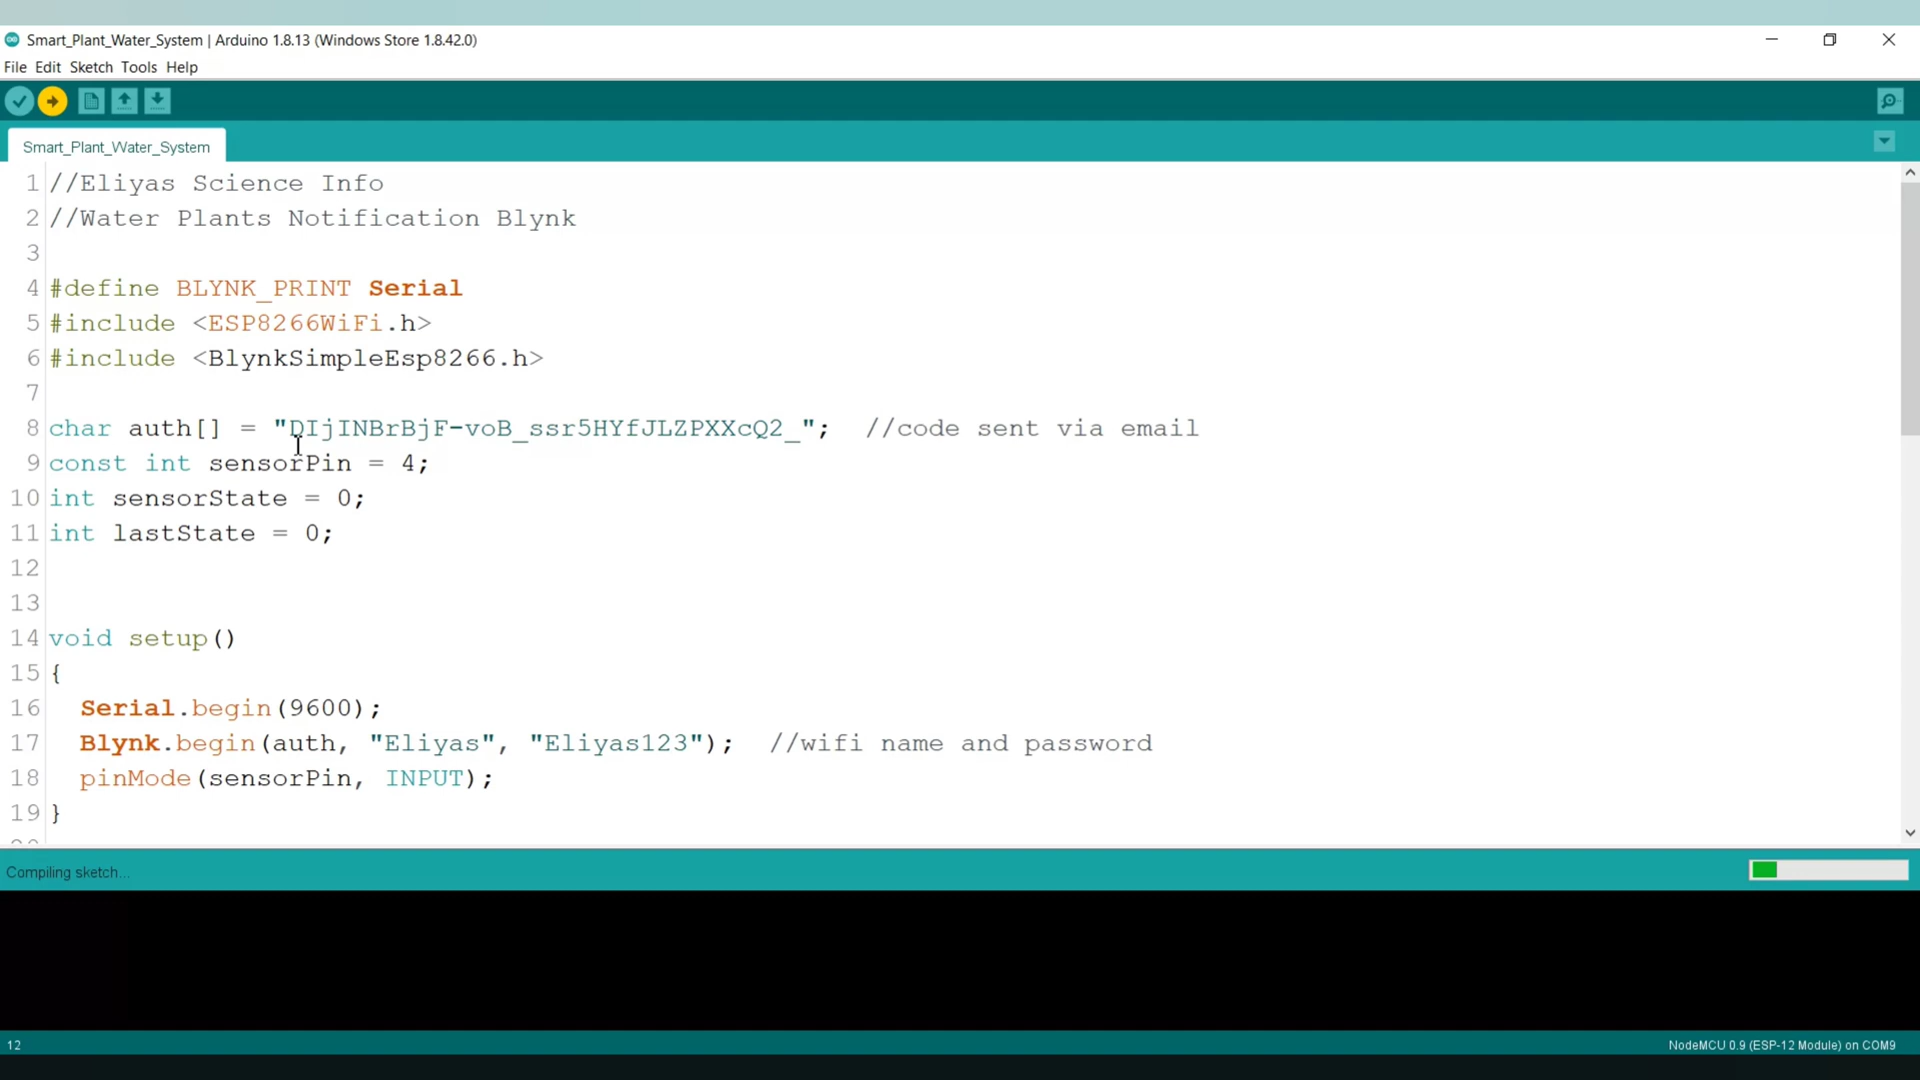 Smart_Plant_Water_System | Arduino 1.8.13 (Windows Store 1.8.42.0)
File Edit Sketch Tools Help
Smart_Plant_Water_System
1 //Eliyas Science Info
2 //Water Plants Notification Blynk
3
4 #define BLYNK_PRINT Serial
5 #include <ESP8266WiFi.h>
6 #include <BlynkSimpleEsp8266.h>
7
8 char auth[] = "DIjINBrBjF-voB_ssr5HYfJLZPXXcQ2_"; //code sent via email
9 const int sensorPin = 4;
10 int sensorState = 0;
11 int lastState = 0;
12
13
14 void setup()
15 {
16 Serial.begin(9600);
17 Blynk.begin(auth, "Eliyas", "Eliyas123"); //wifi name and password
18 pinMode(sensorPin, INPUT);
19 }
Compiling sketch...
12
NodeMCU 0.9 (ESP-12 Module) on COM9